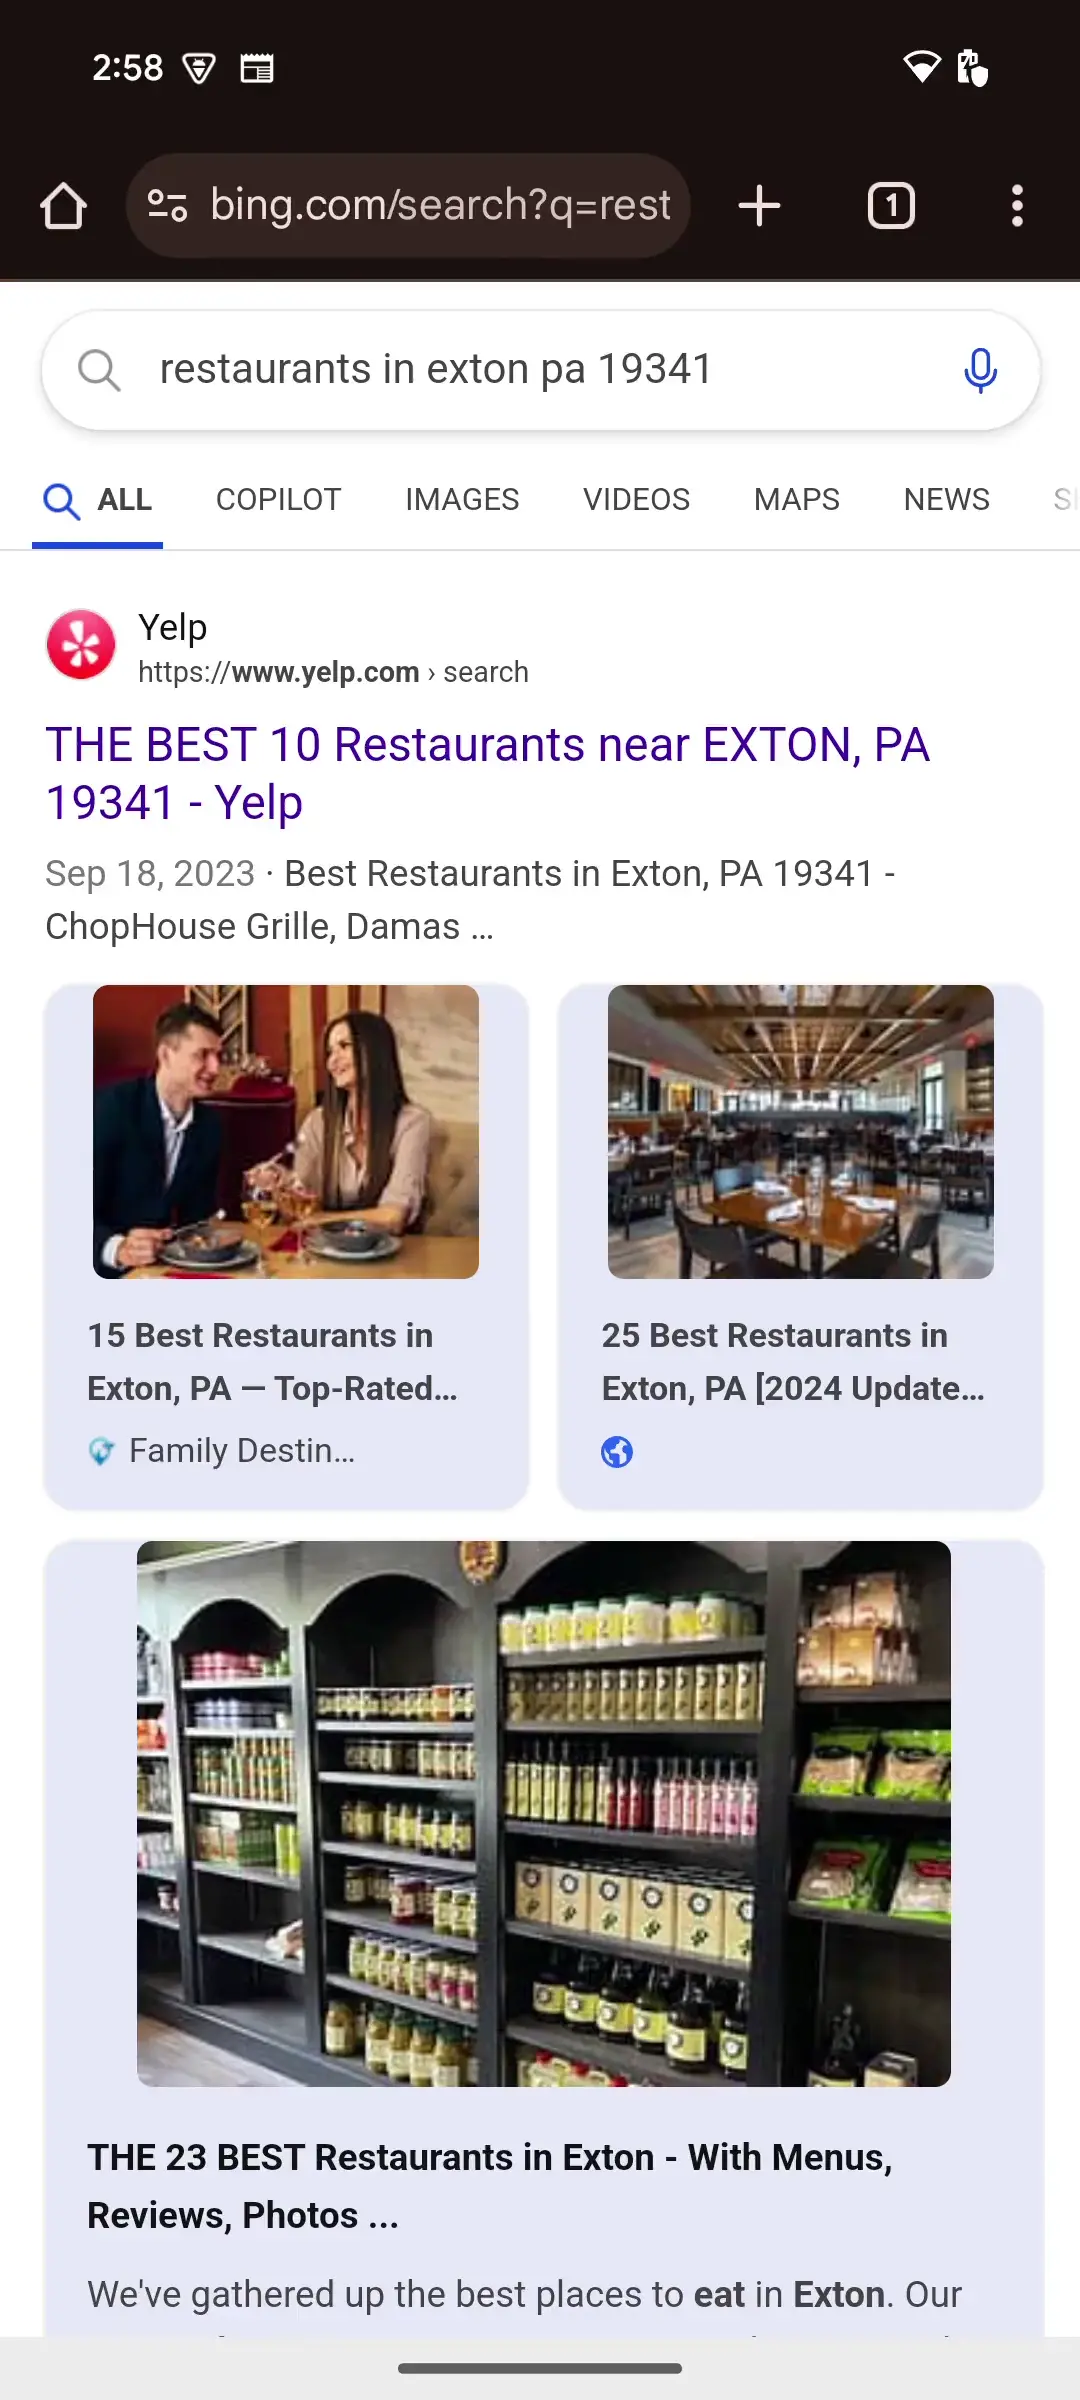 2:58
bing.com/search?q=rest
1
restaurants in exton pa 19341
ALL COPILOT IMAGES VIDEOS MAPS NEWS
Yelp
https://www.yelp.com › search
THE BEST 10 Restaurants near EXTON, PA
19341 - Yelp
Sep 18, 2023 · Best Restaurants in Exton, PA 19341 -
ChopHouse Grille, Damas ...
15 Best Restaurants in
Exton, PA — Top-Rated...
Family Destin...
25 Best Restaurants in
Exton, PA [2024 Update...
THE 23 BEST Restaurants in Exton - With Menus,
Reviews, Photos ...
We've gathered up the best places to eat in Exton. Our